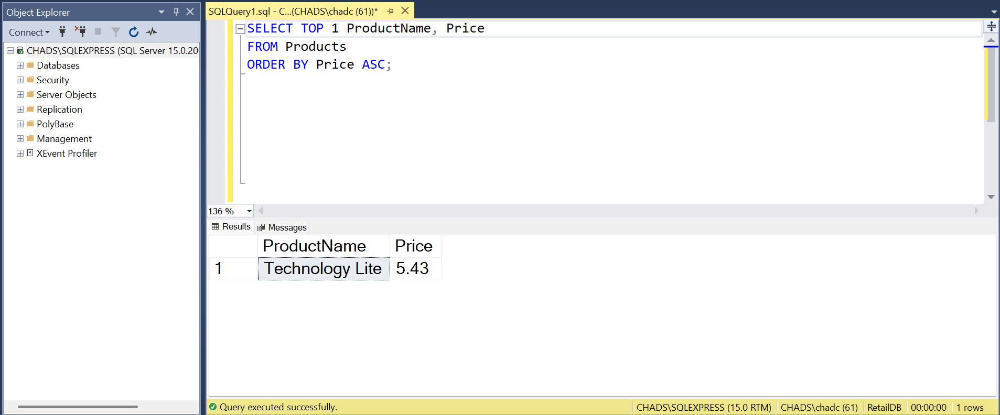 Object Explorer
Connect
CHADS\SQLEXPRESS (SQL Server 15.0.20
Databases
Security
Server Objects
Replication
PolyBase
Management
XEvent Profiler
SQLQuery1.sql - C...(CHADS\chadc (61))*
SELECT TOP 1 ProductName, Price
FROM Products
ORDER BY Price ASC;
136 %
Results Messages
ProductName Price
1 Technology Lite 5.43
Query executed successfully. CHADS\SQLEXPRESS (15.0 RTM) CHADS\chadc (61) RetailDB 00:00:00 1 rows